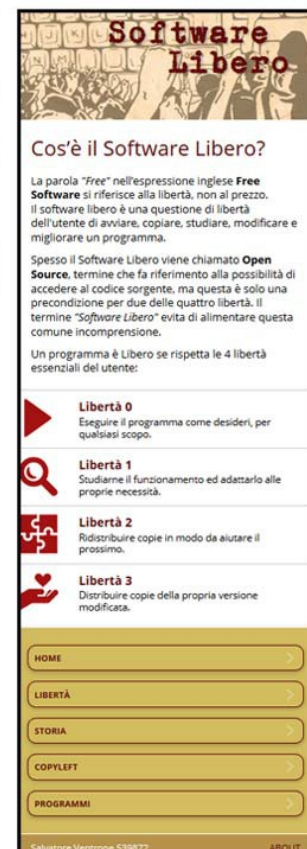 Software
Libero
Cos'è il Software Libero?
La parola "Free" nell'espressione inglese Free
Software si riferisce alla libertà, non al prezzo.
Il software libero è una questione di libertà
dell'utente di avviare, copiare, studiare, modificare e
migliorare un programma.
Spesso il Software Libero viene chiamato Open
Source, termine che fa riferimento alla possibilità di
accedere al codice sorgente, ma questa è solo una
precondizione per due delle quattro libertà. Il
termine "Software Libero" evita di alimentare questa
comune incomprensione.
Un programma è Libero se rispetta le 4 libertà
essenziali del utente:
Libertà 0
Eseguire il programma come desideri, per
qualsiasi scopo.
Libertà 1
Studiarne il funzionamento ed adattarlo alle
proprie necessità.
Libertà 2
Ridistribuire copie in modo da aiutare il
prossimo.
Libertà 3
Distribuire copie della propria versione
modificata.
HOME
LIBERTÀ
STORIA
COPYLEFT
PROGRAMMI
Salvatore Ventrone 539822 ABOUT